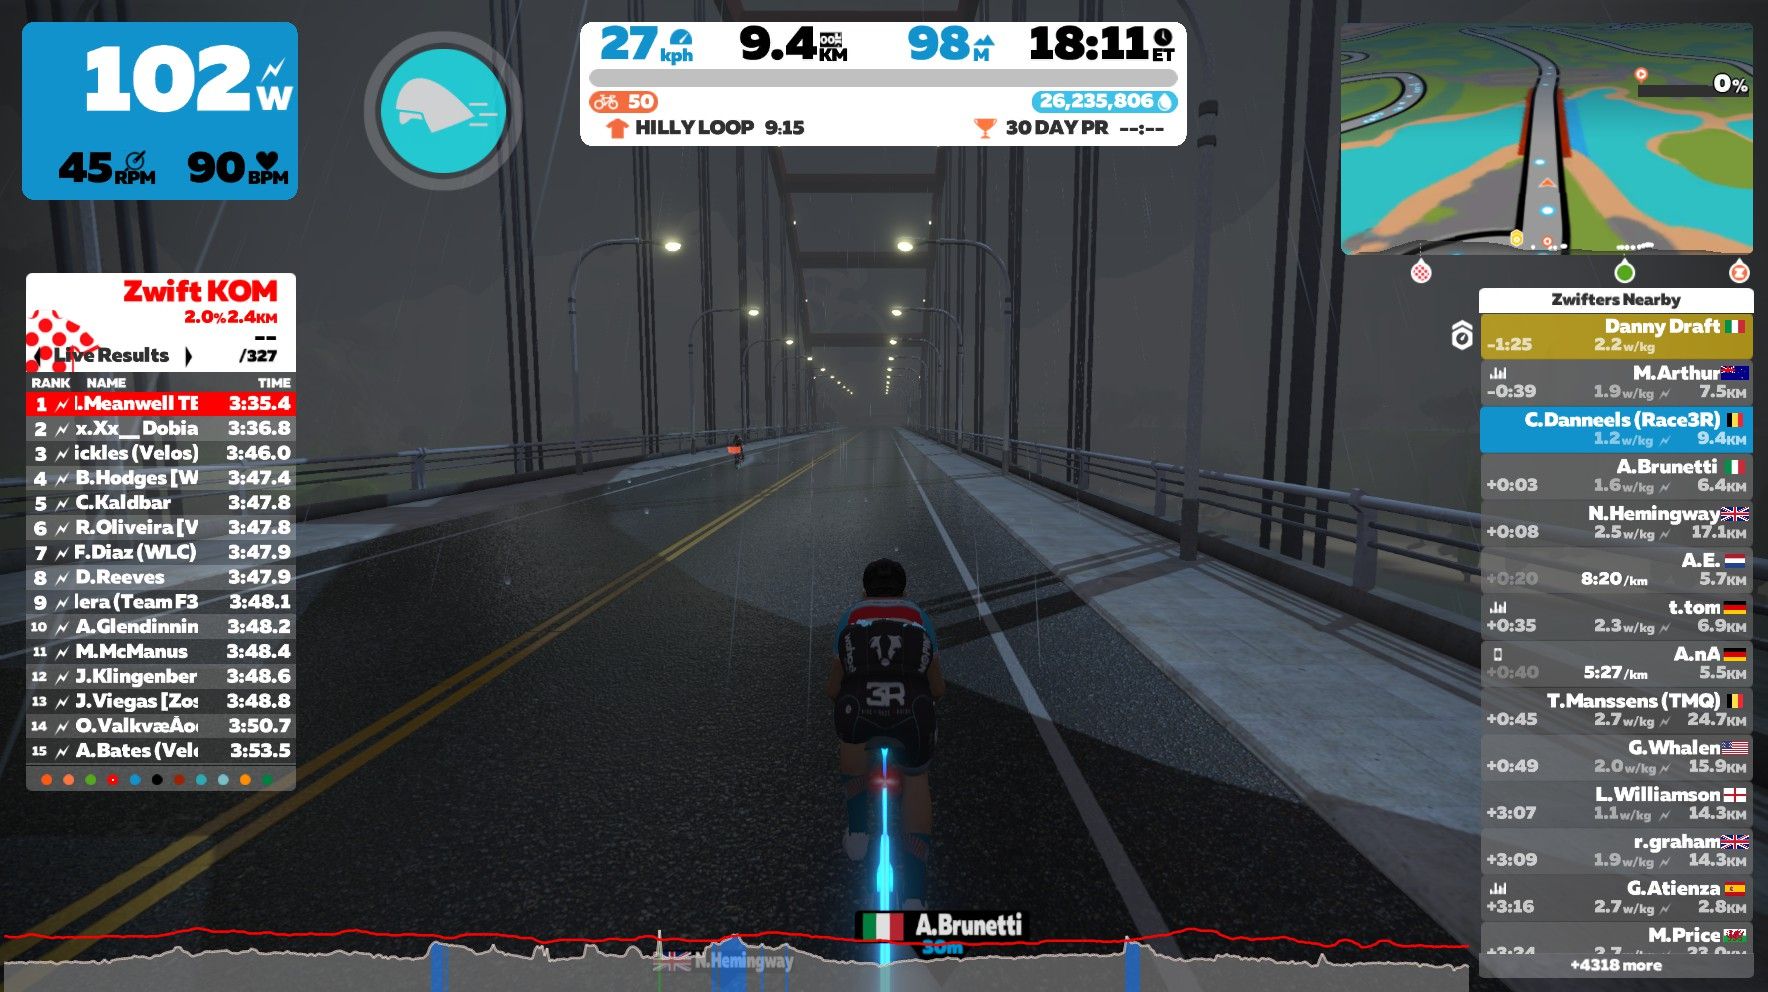 102 W
45 RPM 90 BPM
27 kph 9.4 KM 98 M 18:11 ET
50 26,235,806
HILLY LOOP 9:15 30 DAY PR --:--
0%
Zwift KOM
2.0% 2.4KM
--
Live Results /327
RANK NAME TIME
1 I.Meanwell TE 3:35.4
2 x.Xx__Dobia 3:36.8
3 ickles (Velos) 3:46.0
4 B.Hodges [W 3:47.4
5 C.Kaldbar 3:47.8
6 R.Oliveira [V 3:47.8
7 F.Diaz (WLC) 3:47.9
8 D.Reeves 3:47.9
9 lera (Team F3 3:48.1
10 A.Glendinnin 3:48.2
11 M.McManus 3:48.4
12 J.Klingenber 3:48.6
13 J.Viegas [Zos 3:48.8
14 O.ValkvæÅo 3:50.7
15 A.Bates (Vel 3:53.5
Zwifters Nearby
Danny Draft
-1:25 2.2w/kg
M.Arthur
-0:39 1.9w/kg 7.5KM
C.Danneels (Race3R)
1.2w/kg 9.4KM
A.Brunetti
+0:03 1.6w/kg 6.4KM
N.Hemingway
+0:08 2.5w/kg 17.1KM
A.E.
+0:20 8:20/km 5.7KM
t.tom
+0:35 2.3w/kg 6.9KM
A.nA
+0:40 5:27/km 5.5KM
T.Manssens (TMQ)
+0:45 2.7w/kg 24.7KM
G.Whalen
+0:49 2.0w/kg 15.9KM
L.Williamson
+3:07 1.1w/kg 14.3KM
r.graham
+3:09 1.9w/kg 14.3KM
G.Atienza
+3:16 2.7w/kg 2.8KM
M.Price
+3:24 2.7w/kg 23.0KM
+4318 more
3R
A.Brunetti
30m
N.Hemingway